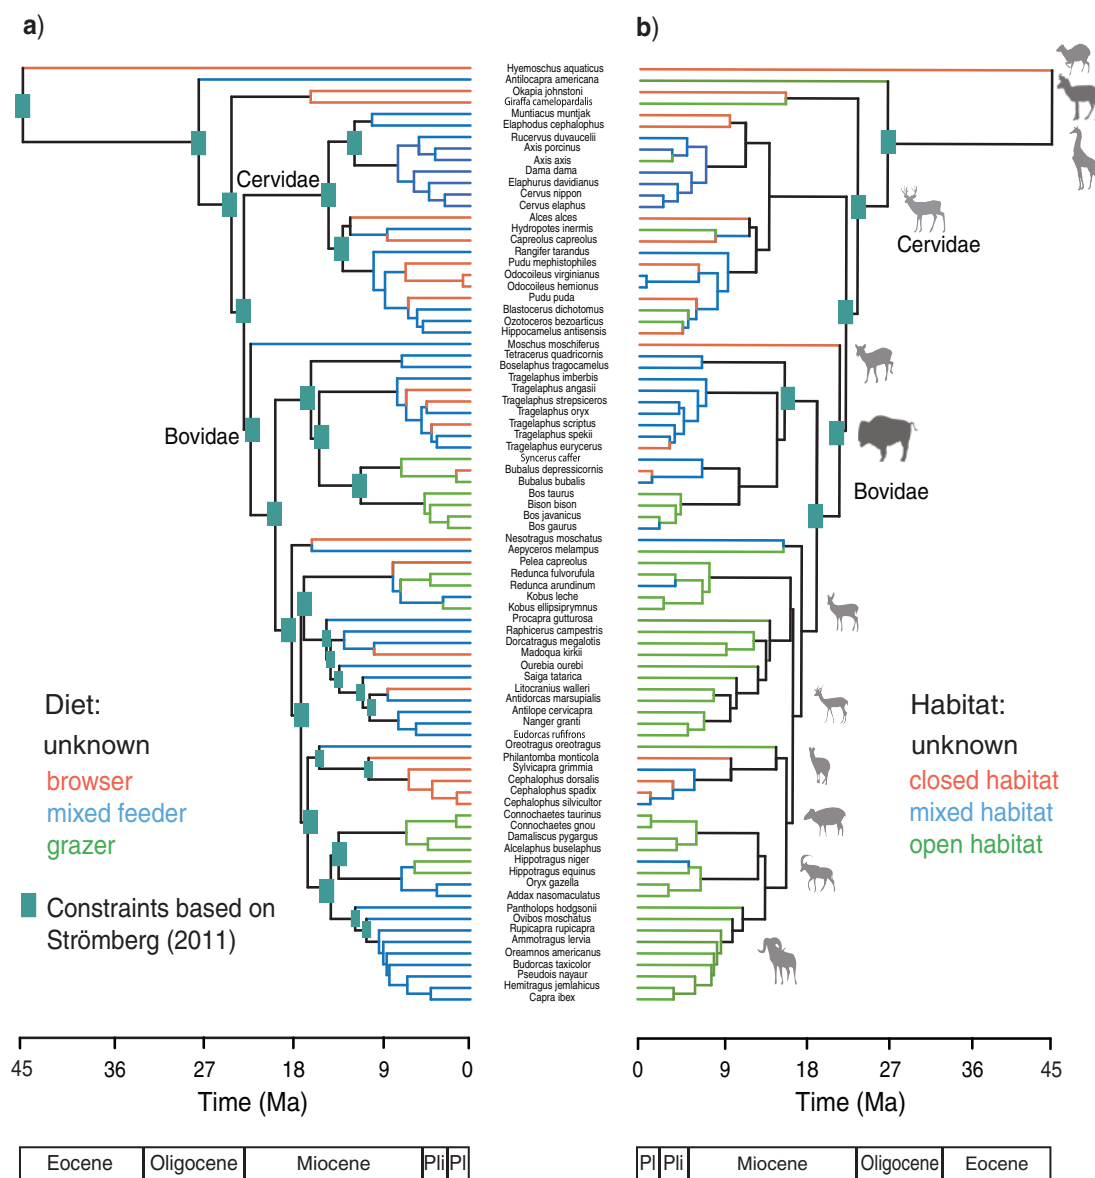 a)
b)
Hyemoschus aquaticus
Antilocapra americana
Okapia johnstoni
Giraffa camelopardalis
Muntiacus muntjak
Elaphodus cephalophus
Rucervus duvaucelii
Axis porcinus
Axis axis
Dama dama
Elaphurus davidianus
Cervus nippon
Cervus elaphus
Alces alces
Hydropotes inermis
Capreolus capreolus
Rangifer tarandus
Pudu mephistophiles
Odocoileus virginianus
Odocoileus hemionus
Pudu puda
Blastocerus dichotomus
Ozotoceros bezoarticus
Hippocamelus antisensis
Moschus moschiferus
Tetracerus quadricornis
Boselaphus tragocamelus
Tragelaphus imberbis
Tragelaphus angasii
Tragelaphus strepsiceros
Tragelaphus oryx
Tragelaphus scriptus
Tragelaphus spekii
Tragelaphus eurycerus
Syncerus caffer
Bubalus depressicornis
Bubalus bubalis
Bos taurus
Bison bison
Bos javanicus
Bos gaurus
Nesotragus moschatus
Aepyceros melampus
Pelea capreolus
Redunca fulvorufula
Redunca arundinum
Kobus leche
Kobus ellipsiprymnus
Procapra gutturosa
Raphicerus campestris
Dorcatragus megalotis
Madoqua kirkii
Ourebia ourebi
Saiga tatarica
Litocranius walleri
Antidorcas marsupialis
Antilope cervicapra
Nanger granti
Eudorcas rufifrons
Oreotragus oreotragus
Philantomba monticola
Sylvicapra grimmia
Cephalophus dorsalis
Cephalophus spadix
Cephalophus silvicultor
Connochaetes taurinus
Connochaetes gnou
Damaliscus pygargus
Alcelaphus buselaphus
Hippotragus niger
Hippotragus equinus
Oryx gazella
Addax nasomaculatus
Pantholops hodgsonii
Ovibos moschatus
Rupicapra rupicapra
Ammotragus lervia
Oreamnos americanus
Budorcas taxicolor
Pseudois nayaur
Hemitragus jemlahicus
Capra ibex
Cervidae
Bovidae
Cervidae
Bovidae
Diet:
unknown
browser
mixed feeder
grazer
Constraints based on
Strömberg (2011)
Habitat:
unknown
closed habitat
mixed habitat
open habitat
45 36 27 18 9 0
Time (Ma)
0 9 18 27 36 45
Time (Ma)
Eocene Oligocene Miocene Pli Pl
Pl Pli Miocene Oligocene Eocene